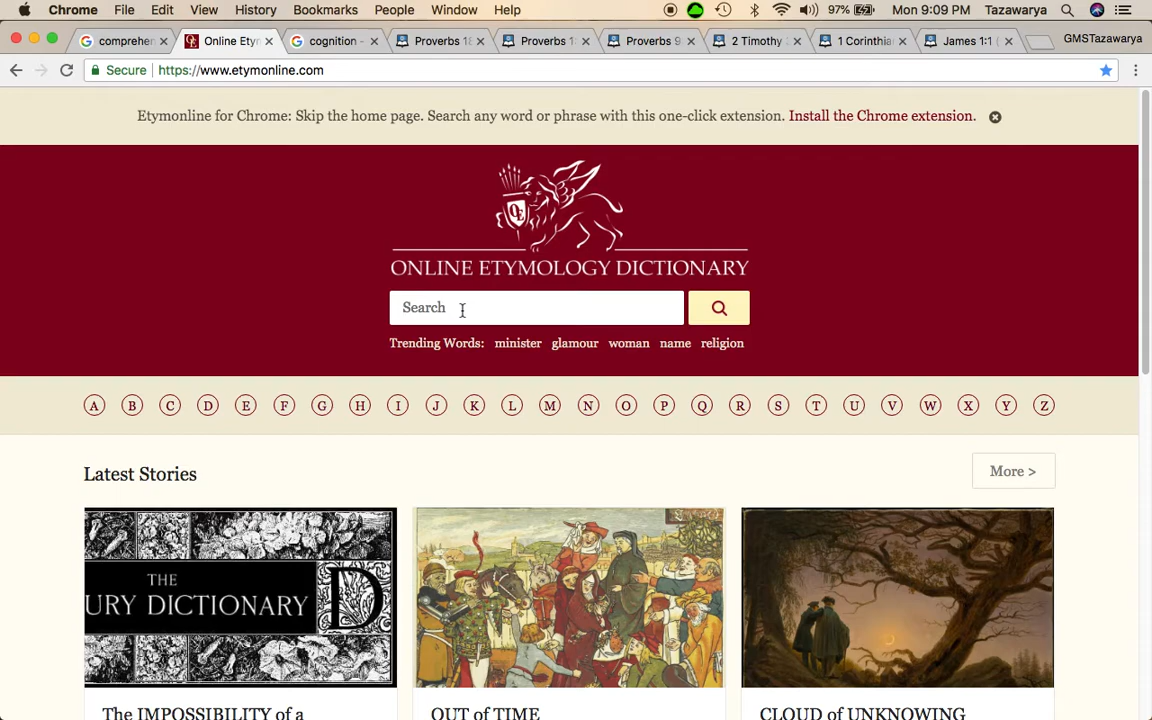 Chrome File Edit View History Bookmarks People Window Help 97% Mon 9:09 PM Tazawarya
comprehen Online Ety cognition - Proverbs 18 Proverbs 1 Proverbs 9 2 Timothy 1 Corinthia James 1:1 ( GMSTazawarya
Secure https://www.etymonline.com
Etymonline for Chrome: Skip the home page. Search any word or phrase with this one-click extension. Install the Chrome extension.
OE
ONLINE ETYMOLOGY DICTIONARY
Search
Trending Words: minister glamour woman name religion
A B C D E F G H I J K L M N O P Q R S T U V W X Y Z
Latest Stories
More >
THE
URY DICTIONARY
D
The IMPOSSIBILITY of a
OUT of TIME
CLOUD of UNKNOWING